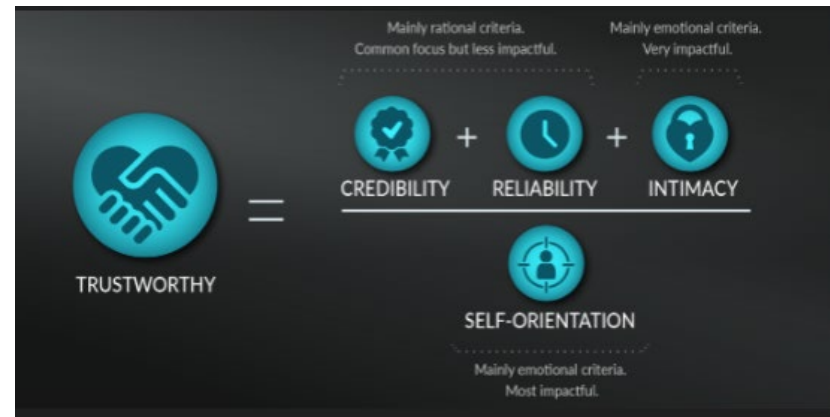 Mainly rational criteria.
Common focus but less impactful.
Mainly emotional criteria.
Very impactful.
+
+
CREDIBILITY
RELIABILITY
INTIMACY
=
TRUSTWORTHY
SELF-ORIENTATION
Mainly emotional criteria.
Most impactful.